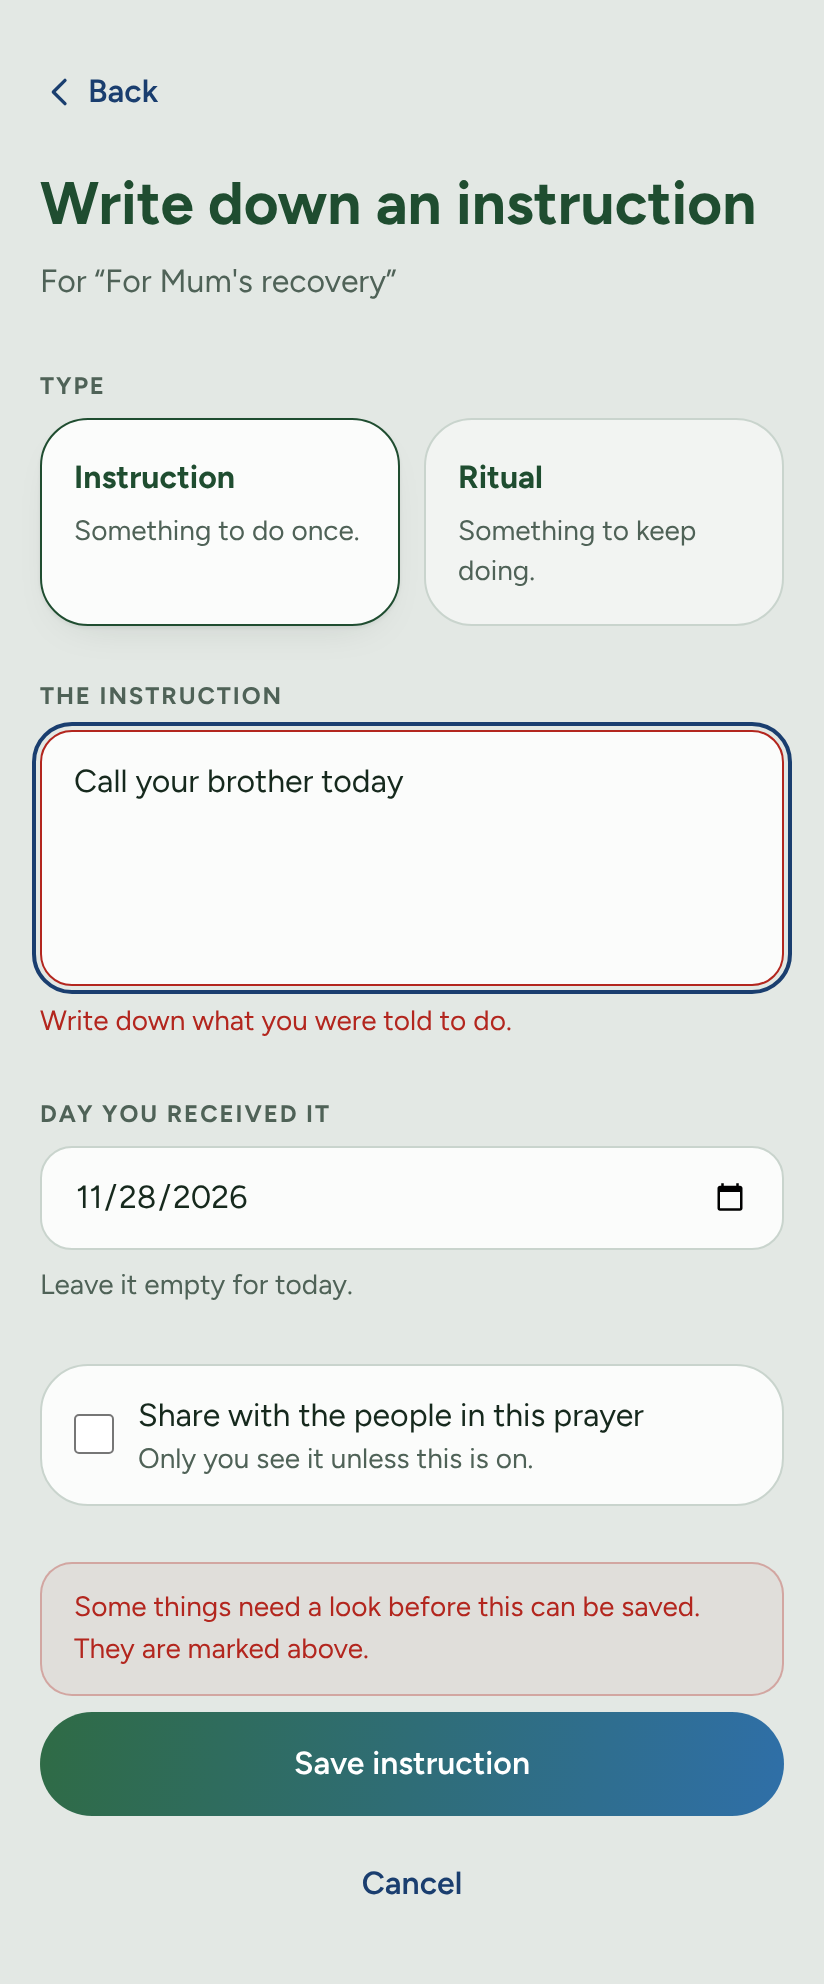 Back
Write down an instruction
For “For Mum's recovery”
TYPE
Instruction
Something to do once.
Ritual
Something to keep
doing.
THE INSTRUCTION
Call your brother today
Write down what you were told to do.
DAY YOU RECEIVED IT
11/28/2026
Leave it empty for today.
Share with the people in this prayer
Only you see it unless this is on.
Some things need a look before this can be saved.
They are marked above.
Save instruction
Cancel